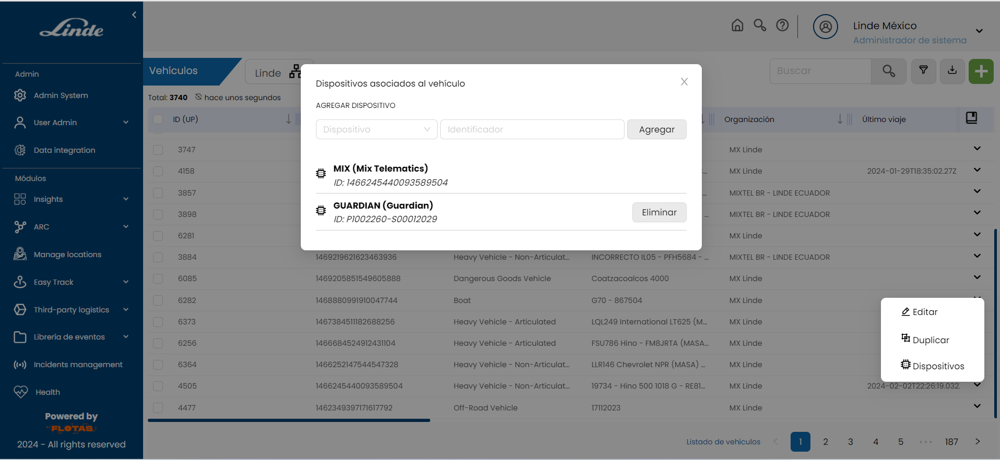 Linde
Linde México
Administrador de sistema
Admin
Admin System
User Admin
Data integration
Módulos
Insights
ARC
Manage locations
Easy Track
Third-party logistics
Librería de eventos
Incidents management
Health
Powered by
FLOTAS
2024 - All rights reserved
Vehículos
Linde
Buscar
Total: 3740 hace unos segundos
Dispositivos asociados al vehículo
AGREGAR DISPOSITIVO
Dispositivo Identificador Agregar
MIX (Mix Telematics)
ID: 1466245440093589504
GUARDIAN (Guardian)
ID: P1002260-S00012029
Eliminar
ID (UP) Organización Último viaje
3747 MX Linde
4158 MX Linde 2024-01-29T18:35:02.27Z
3857 MIXTEL BR - LINDE ECUADOR
3898 MIXTEL BR - LINDE ECUADOR
6281 MX Linde
3884 1469219621623463936 Heavy Vehicle - Non-Articulat... INCORRECTO IL05 - PFH5684 - ... MIXTEL BR - LINDE ECUADOR
6085 1469205851549605888 Dangerous Goods Vehicle Coatzacoalcos 4000 MX Linde
6282 1468880991910047744 Boat G70 - 867504 MX Linde
6373 1467384511182688256 Heavy Vehicle - Articulated LQL249 International LT625 (M... MX Linde
6256 1466684524912431104 Heavy Vehicle - Articulated FSU786 Hino - FM8JRTA (MASA... MX Linde
6364 1466252147544547328 Heavy Vehicle - Non-Articulat... LLR146 Chevrolet NPR (MASA) ... MX Linde
4505 1466245440093589504 Heavy Vehicle - Non-Articulat... 19734 - Hino 500 1018 G - RE81... MX Linde 2024-02-02T22:26:19.032
4477 1462349397171617792 Off-Road Vehicle 17112023 MX Linde
Editar
Duplicar
Dispositivos
Listado de vehículos 1 2 3 4 5 ••• 187